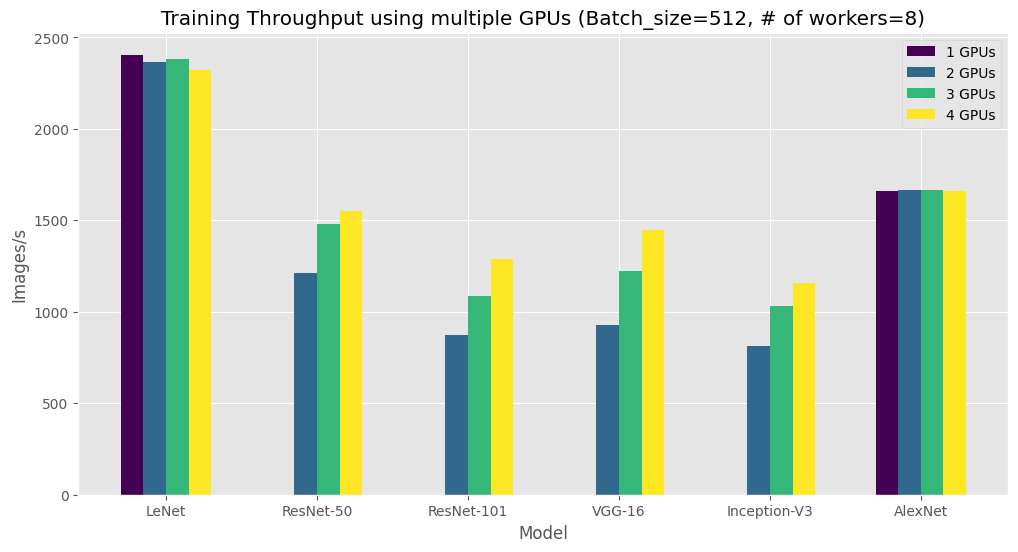 Training Throughput using multiple GPUs (Batch_size=512, # of workers=8)
1 GPUs
2 GPUs
3 GPUs
4 GPUs
2500
2000
1500
1000
500
0
Images/s
LeNet
ResNet-50
ResNet-101
VGG-16
Inception-V3
AlexNet
Model